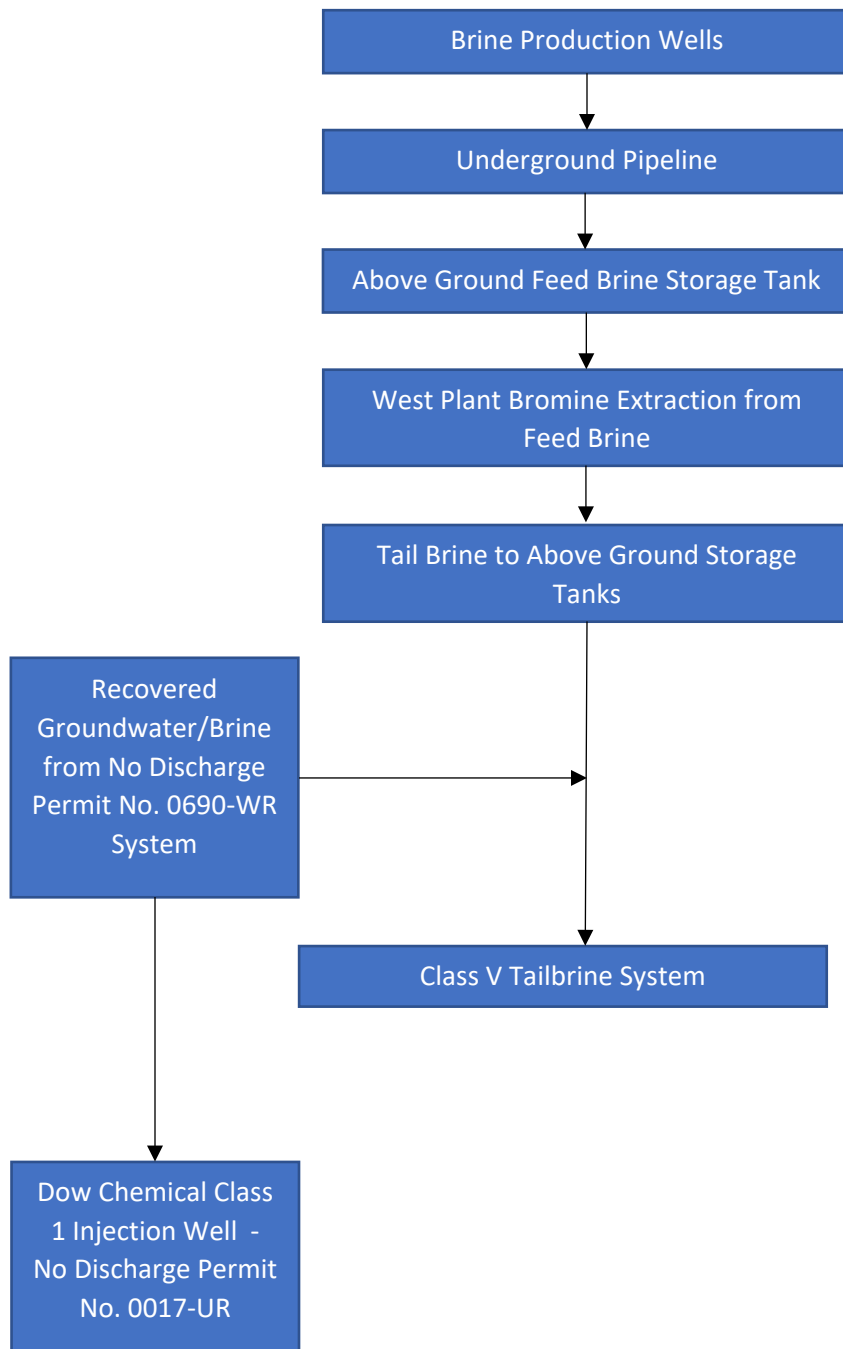 Brine Production Wells
Underground Pipeline
Above Ground Feed Brine Storage Tank
West Plant Bromine Extraction from
Feed Brine
Tail Brine to Above Ground Storage
Tanks
Recovered
Groundwater/Brine
from No Discharge
Permit No. 0690-WR
System
Class V Tailbrine System
Dow Chemical Class
1 Injection Well  -
No Discharge Permit
No. 0017-UR